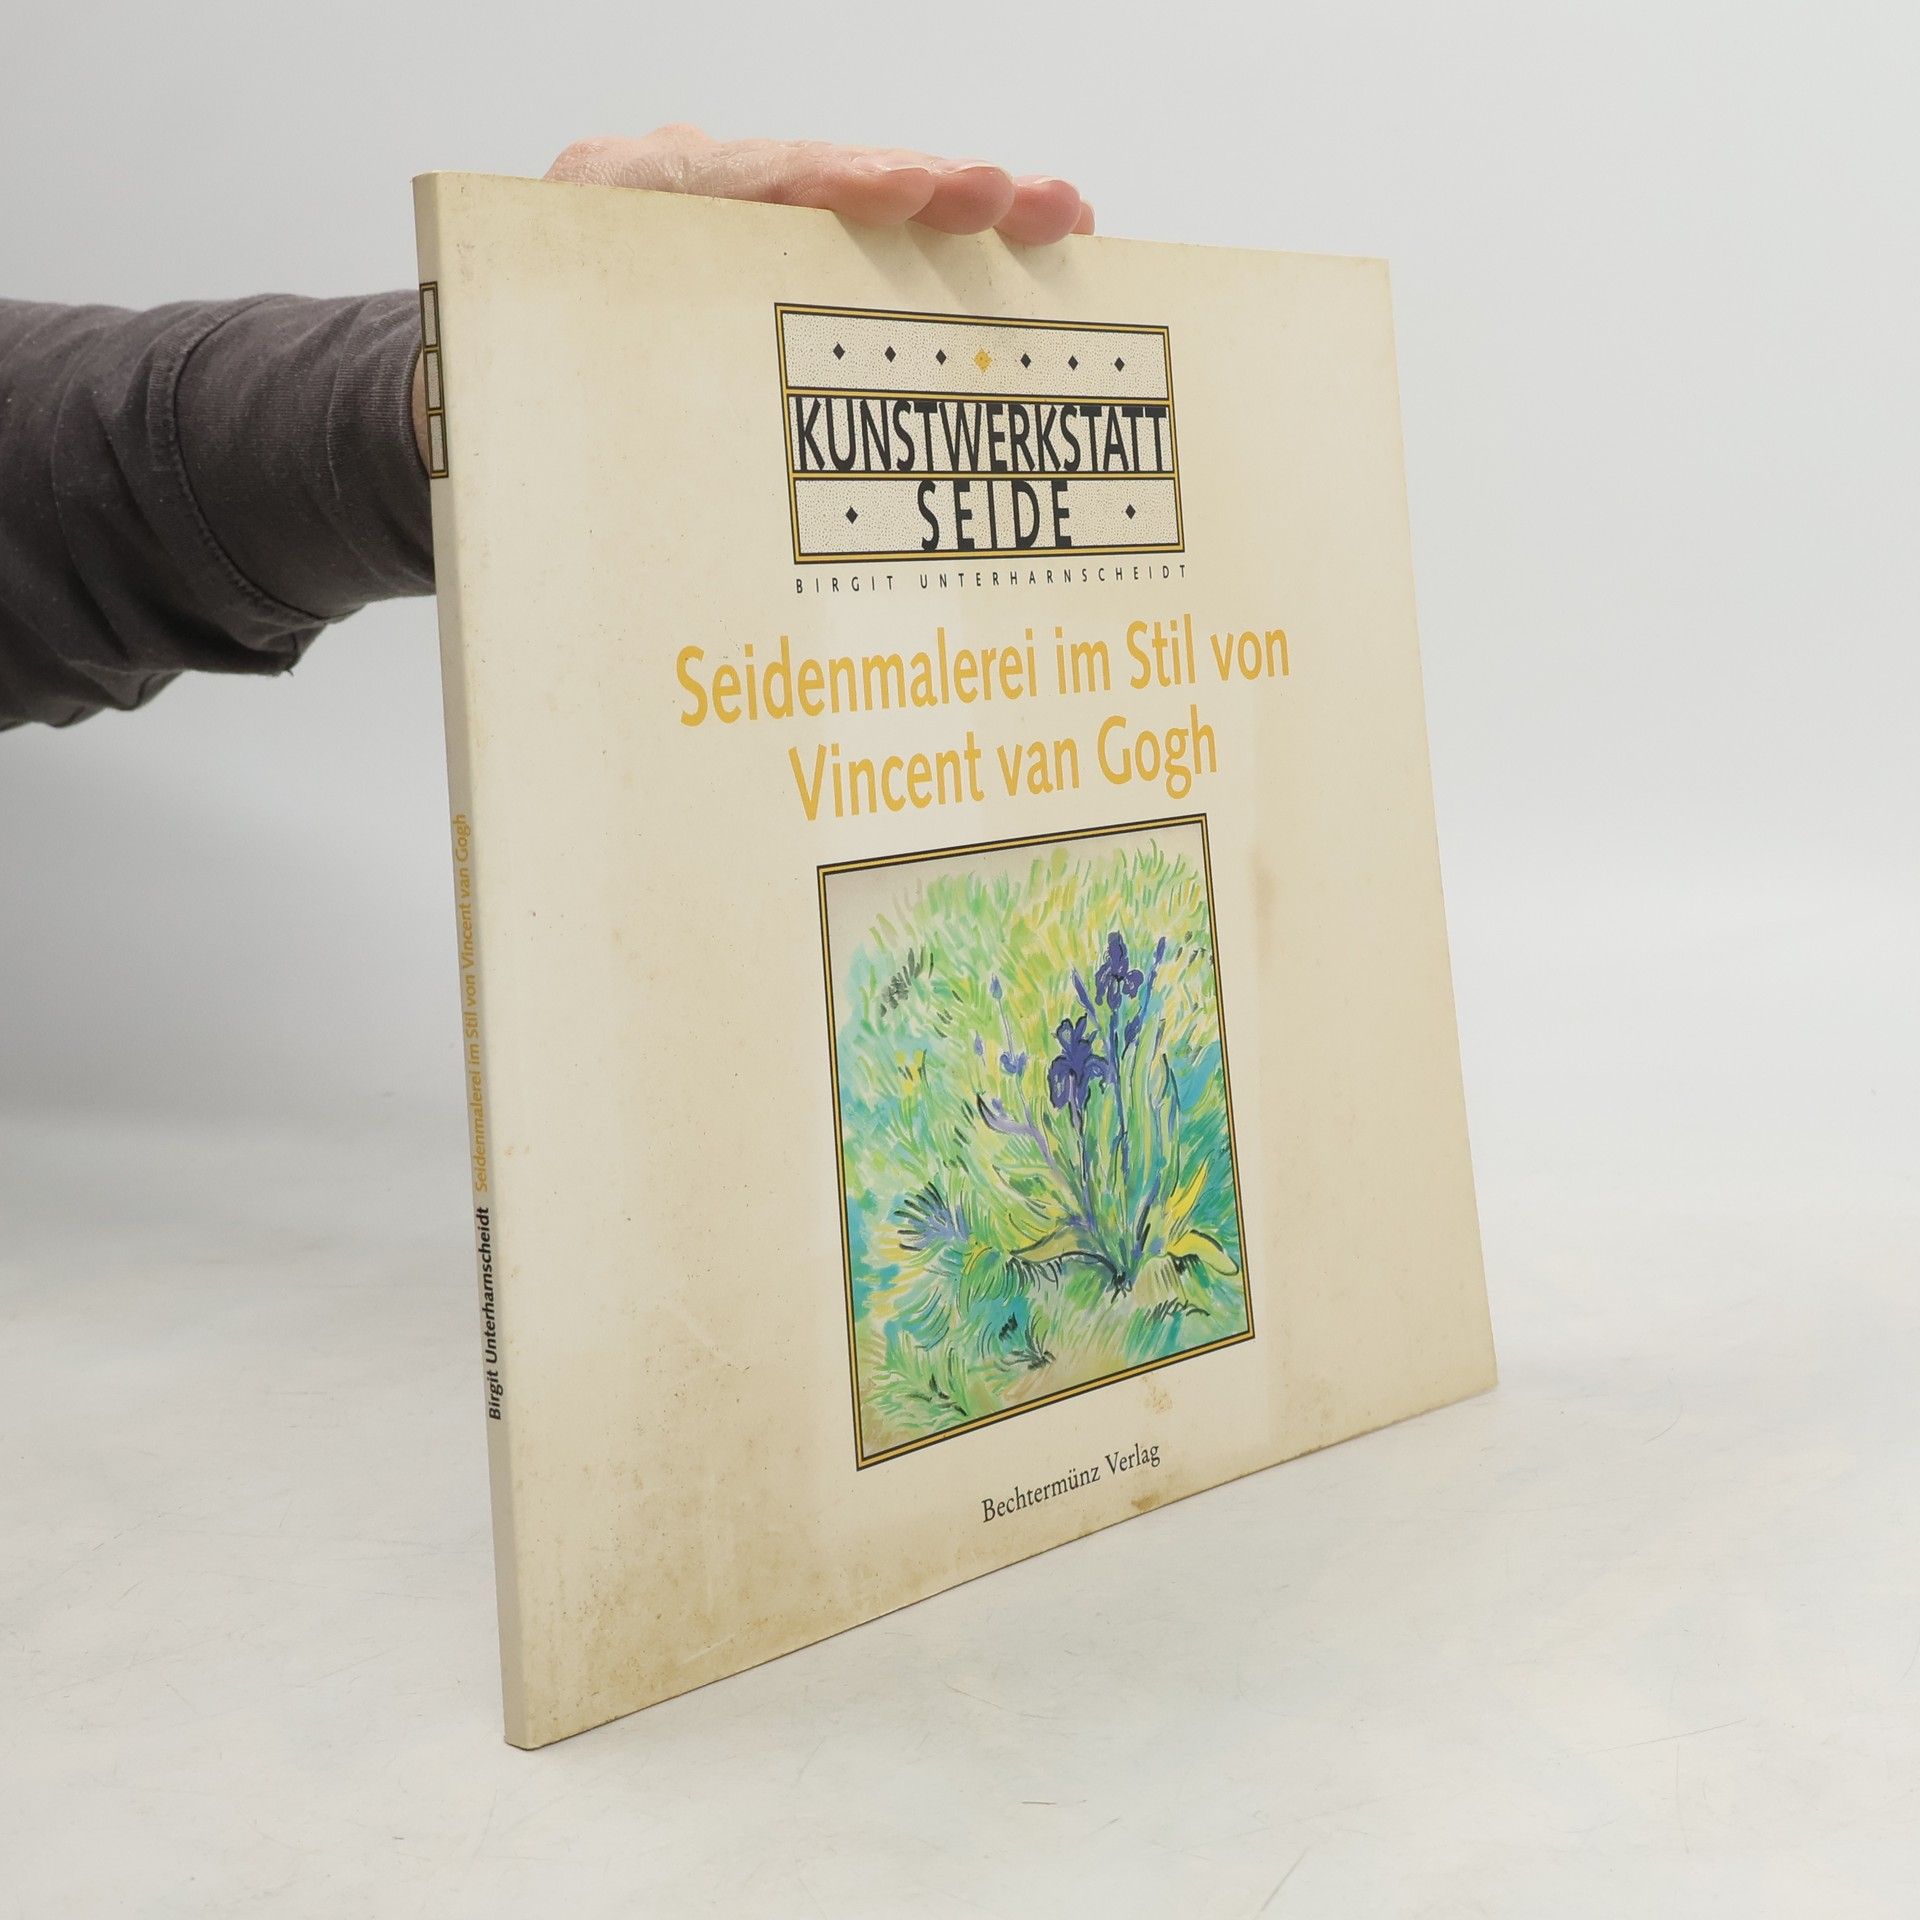 KUNSTWERKSTATT
SEIDE
BIRGIT UNTERHARNSCHEIDT
Seidenmalerei im Stil von
Vincent van Gogh
Bechtermünz Verlag
Birgit Unterharnscheidt Seidenmalerei im Stil von Vincent van Gogh